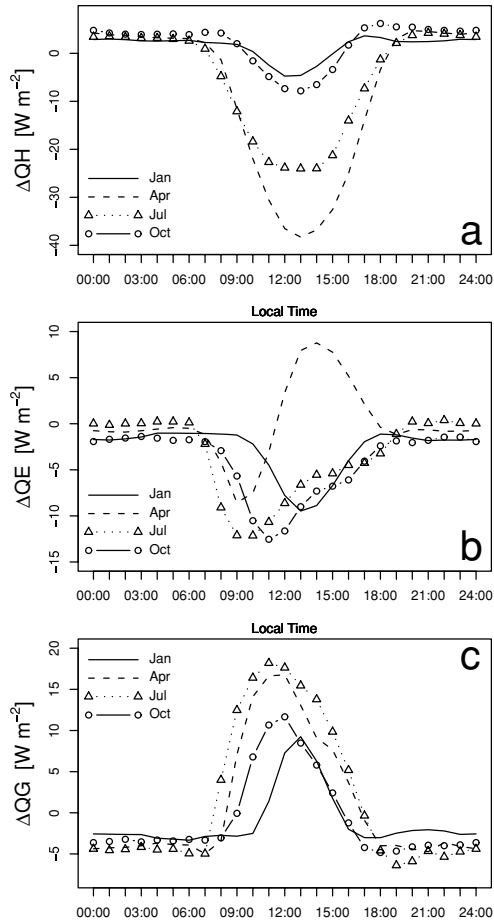 ΔQH [W m−2]
0
−10
−20
−30
−40
Jan
Apr
Jul
Oct
a
00:00 03:00 06:00 09:00 12:00 15:00 18:00 21:00 24:00
Local Time
ΔQE [W m−2]
10
5
0
−5
−10
−15
Jan
Apr
Jul
Oct
b
00:00 03:00 06:00 09:00 12:00 15:00 18:00 21:00 24:00
Local Time
ΔQG [W m−2]
20
15
10
5
0
−5
Jan
Apr
Jul
Oct
c
00:00 03:00 06:00 09:00 12:00 15:00 18:00 21:00 24:00